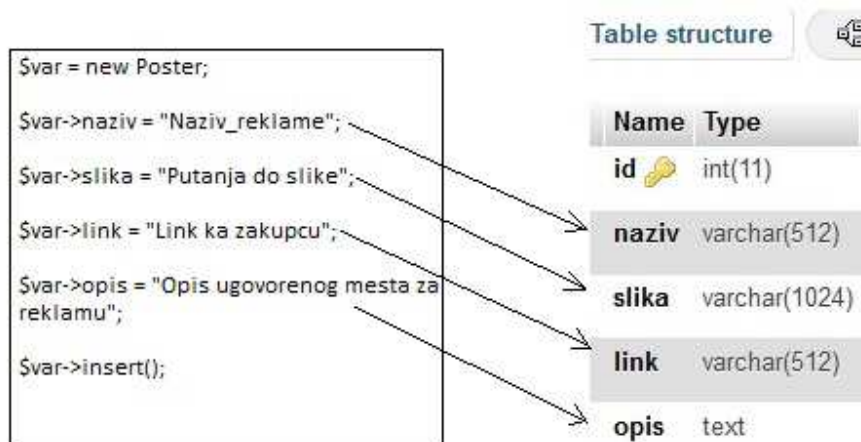 $var = new Poster;
$var->naziv = "Naziv_reklame";
$var->slika = "Putanja do slike";
$var->link = "Link ka zakupcu";
$var->opis = "Opis ugovorenog mesta za
reklamu";
$var->insert();
Table structure
Name Type
id int(11)
naziv varchar(512)
slika varchar(1024)
link varchar(512)
opis text